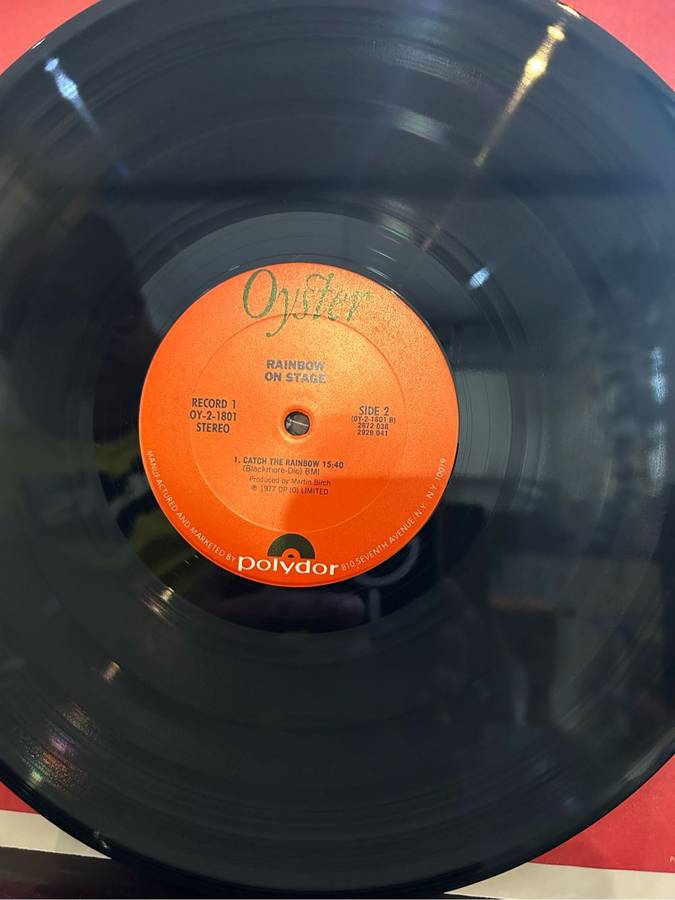 Oyster
RAINBOW
ON STAGE
RECORD 1
OY-2-1801
STEREO
SIDE 2
(OY-2-1801 B)
2872 038
2929 041
1. CATCH THE RAINBOW 15:40
(Blackmore-Dio) BMI
Produced by Martin Birch
℗ 1977 DP (O) LIMITED
MANUFACTURED AND MARKETED BY polydor 810 SEVENTH AVENUE, N.Y. N.Y. 10019